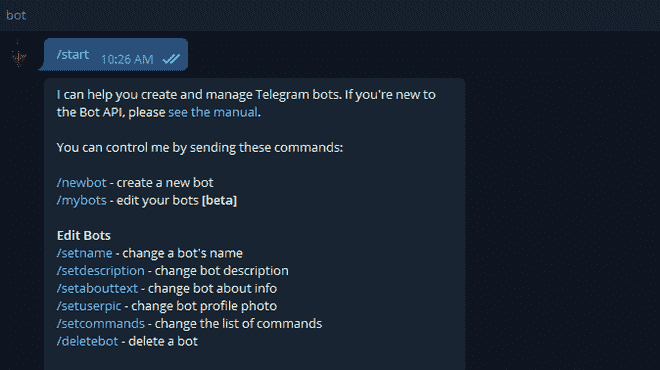 bot
/start 10:26 AM
I can help you create and manage Telegram bots. If you're new to
the Bot API, please see the manual.
You can control me by sending these commands:
/newbot - create a new bot
/mybots - edit your bots [beta]
Edit Bots
/setname - change a bot's name
/setdescription - change bot description
/setabouttext - change bot about info
/setuserpic - change bot profile photo
/setcommands - change the list of commands
/deletebot - delete a bot